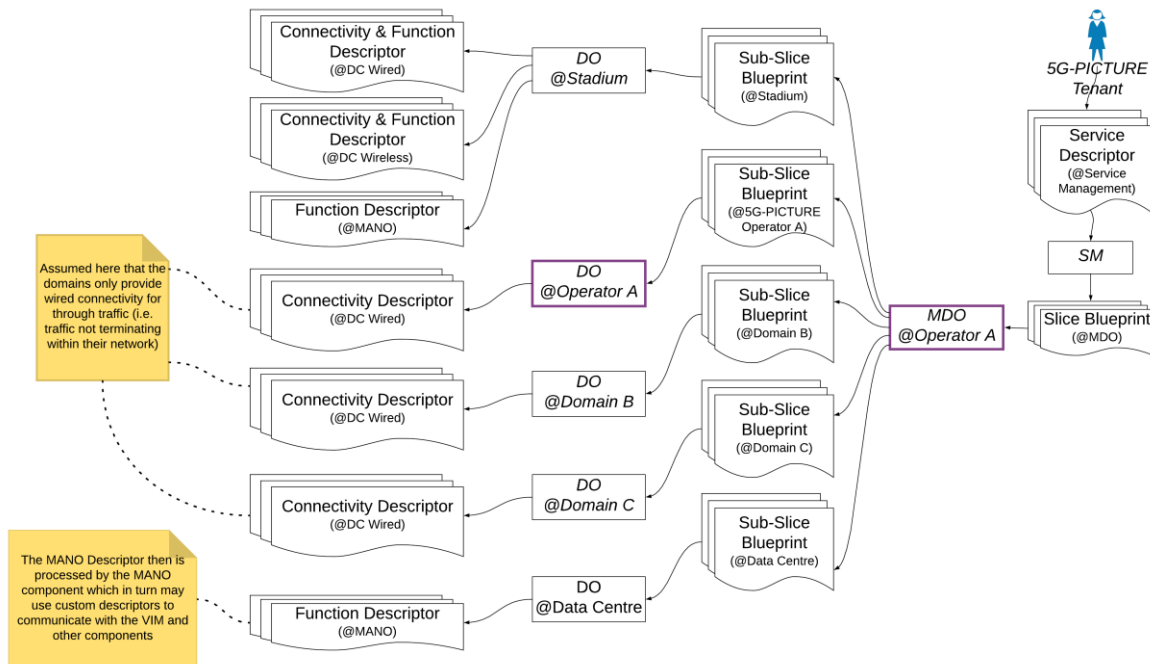 Connectivity & Function
Descriptor
(@DC Wired)
Connectivity & Function
Descriptor
(@DC Wireless)
Function Descriptor
(@MANO)
Connectivity Descriptor
(@DC Wired)
Connectivity Descriptor
(@DC Wired)
Connectivity Descriptor
(@DC Wired)
Function Descriptor
(@MANO)
Assumed here that the
domains only provide
wired connectivity for
through traffic (i.e.
traffic not terminating
within their network)
The MANO Descriptor then is
processed by the MANO
component which in turn may
use custom descriptors to
communicate with the VIM and
other components
DO
@Stadium
DO
@Operator A
DO
@Domain B
DO
@Domain C
DO
@Data Centre
Sub-Slice
Blueprint
(@Stadium)
Sub-Slice
Blueprint
(@5G-PICTURE
Operator A)
Sub-Slice
Blueprint
(@Domain B)
Sub-Slice
Blueprint
(@Domain C)
Sub-Slice
Blueprint
(@Data Centre)
MDO
@Operator A
5G-PICTURE
Tenant
Service
Descriptor
(@Service
Management)
SM
Slice Blueprint
(@MDO)